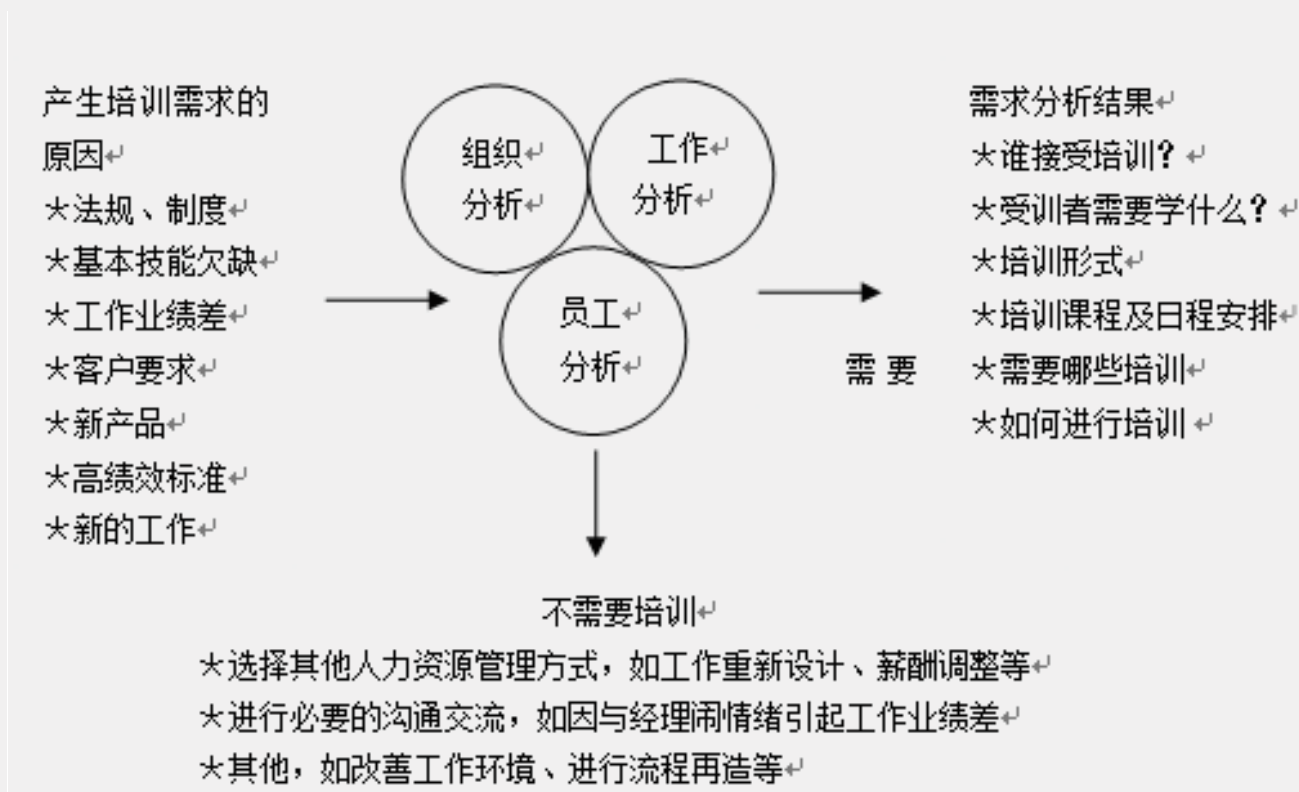 产生培训需求的
原因
*法规、制度
*基本技能欠缺
*工作业绩差
*客户要求
*新产品
*高绩效标准
*新的工作
组织
分析
工作
分析
员工
分析
需 要
需求分析结果
*谁接受培训？
*受训者需要学什么？
*培训形式
*培训课程及日程安排
*需要哪些培训
*如何进行培训
不需要培训
*选择其他人力资源管理方式，如工作重新设计、薪酬调整等
*进行必要的沟通交流，如因与经理闹情绪引起工作业绩差
*其他，如改善工作环境、进行流程再造等